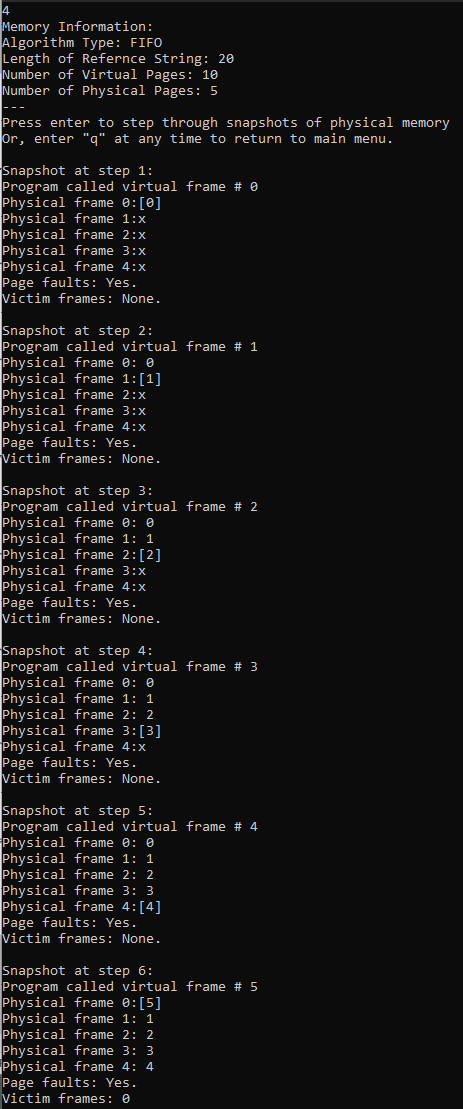 4
Memory Information:
Algorithm Type: FIFO
Length of Refernce String: 20
Number of Virtual Pages: 10
Number of Physical Pages: 5
---
Press enter to step through snapshots of physical memory
Or, enter "q" at any time to return to main menu.
Snapshot at step 1:
Program called virtual frame # 0
Physical frame 0:[0]
Physical frame 1:x
Physical frame 2:x
Physical frame 3:x
Physical frame 4:x
Page faults: Yes.
Victim frames: None.
Snapshot at step 2:
Program called virtual frame # 1
Physical frame 0: 0
Physical frame 1:[1]
Physical frame 2:x
Physical frame 3:x
Physical frame 4:x
Page faults: Yes.
Victim frames: None.
Snapshot at step 3:
Program called virtual frame # 2
Physical frame 0: 0
Physical frame 1: 1
Physical frame 2:[2]
Physical frame 3:x
Physical frame 4:x
Page faults: Yes.
Victim frames: None.
Snapshot at step 4:
Program called virtual frame # 3
Physical frame 0: 0
Physical frame 1: 1
Physical frame 2: 2
Physical frame 3:[3]
Physical frame 4:x
Page faults: Yes.
Victim frames: None.
Snapshot at step 5:
Program called virtual frame # 4
Physical frame 0: 0
Physical frame 1: 1
Physical frame 2: 2
Physical frame 3: 3
Physical frame 4:[4]
Page faults: Yes.
Victim frames: None.
Snapshot at step 6:
Program called virtual frame # 5
Physical frame 0:[5]
Physical frame 1: 1
Physical frame 2: 2
Physical frame 3: 3
Physical frame 4: 4
Page faults: Yes.
Victim frames: 0